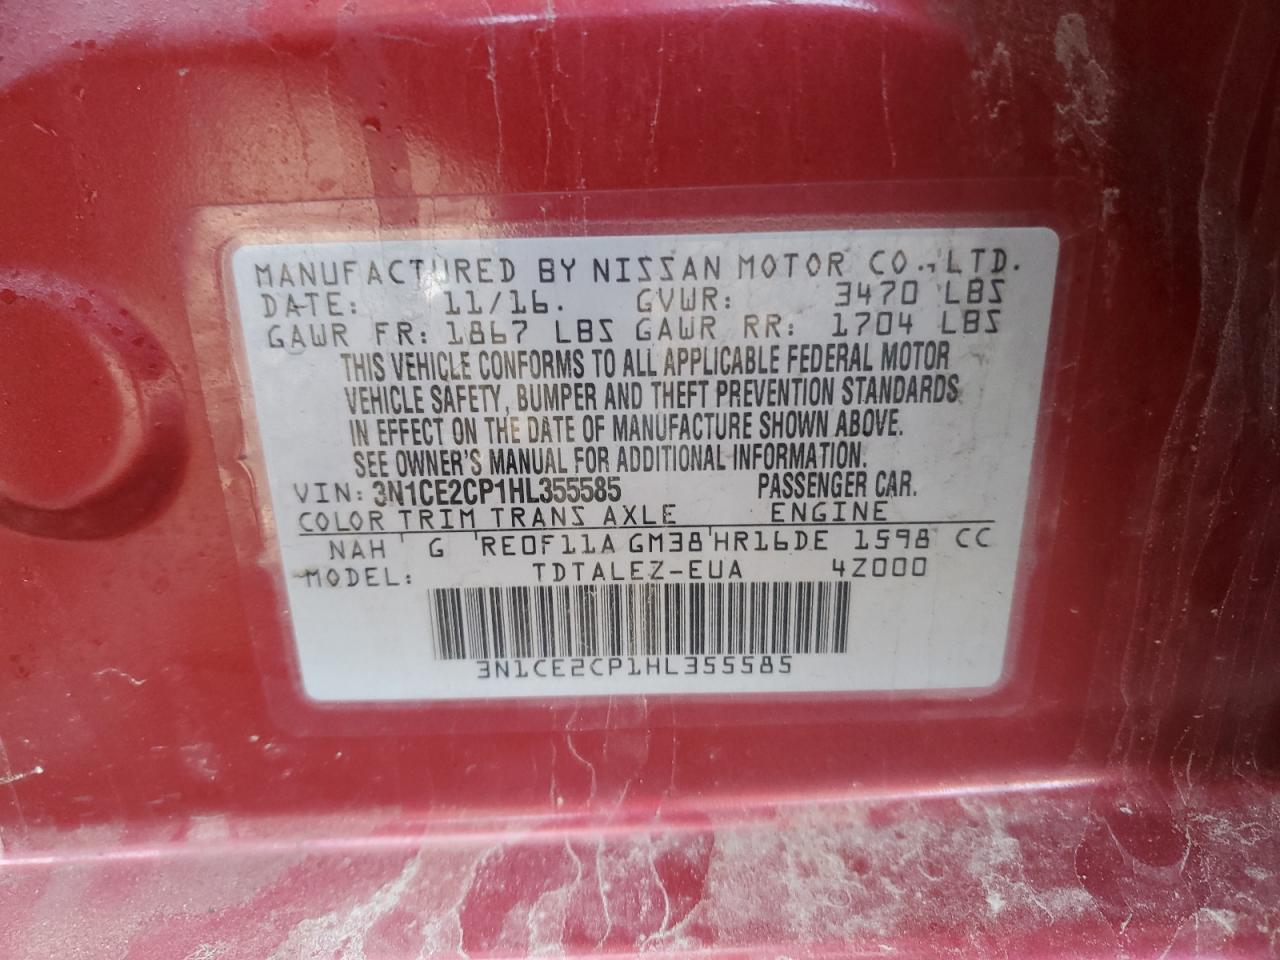 MANUFACTURED BY NISSAN MOTOR CO., LTD.
DATE: 11/16. GVWR: 3470 LBS
GAWR FR: 1867 LBS GAWR RR: 1704 LBS
THIS VEHICLE CONFORMS TO ALL APPLICABLE FEDERAL MOTOR
VEHICLE SAFETY, BUMPER AND THEFT PREVENTION STANDARDS
IN EFFECT ON THE DATE OF MANUFACTURE SHOWN ABOVE.
SEE OWNER'S MANUAL FOR ADDITIONAL INFORMATION.
VIN: 3N1CE2CP1HL355585 PASSENGER CAR.
COLOR TRIM TRANS AXLE ENGINE
NAH G RE0F11A GM38 HR16DE 1598 CC
MODEL: TDTALEZ-EUA 4Z000
3N1CE2CP1HL355585